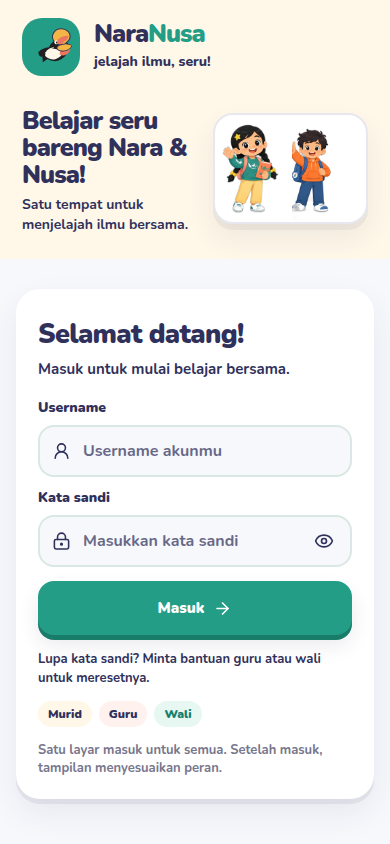 NaraNusa
jelajah ilmu, seru!
Belajar seru
bareng Nara &
Nusa!
Satu tempat untuk
menjelajah ilmu bersama.
Selamat datang!
Masuk untuk mulai belajar bersama.
Username
Username akunmu
Kata sandi
Masukkan kata sandi
Masuk →
Lupa kata sandi? Minta bantuan guru atau wali
untuk meresetnya.
Murid Guru Wali
Satu layar masuk untuk semua. Setelah masuk,
tampilan menyesuaikan peran.